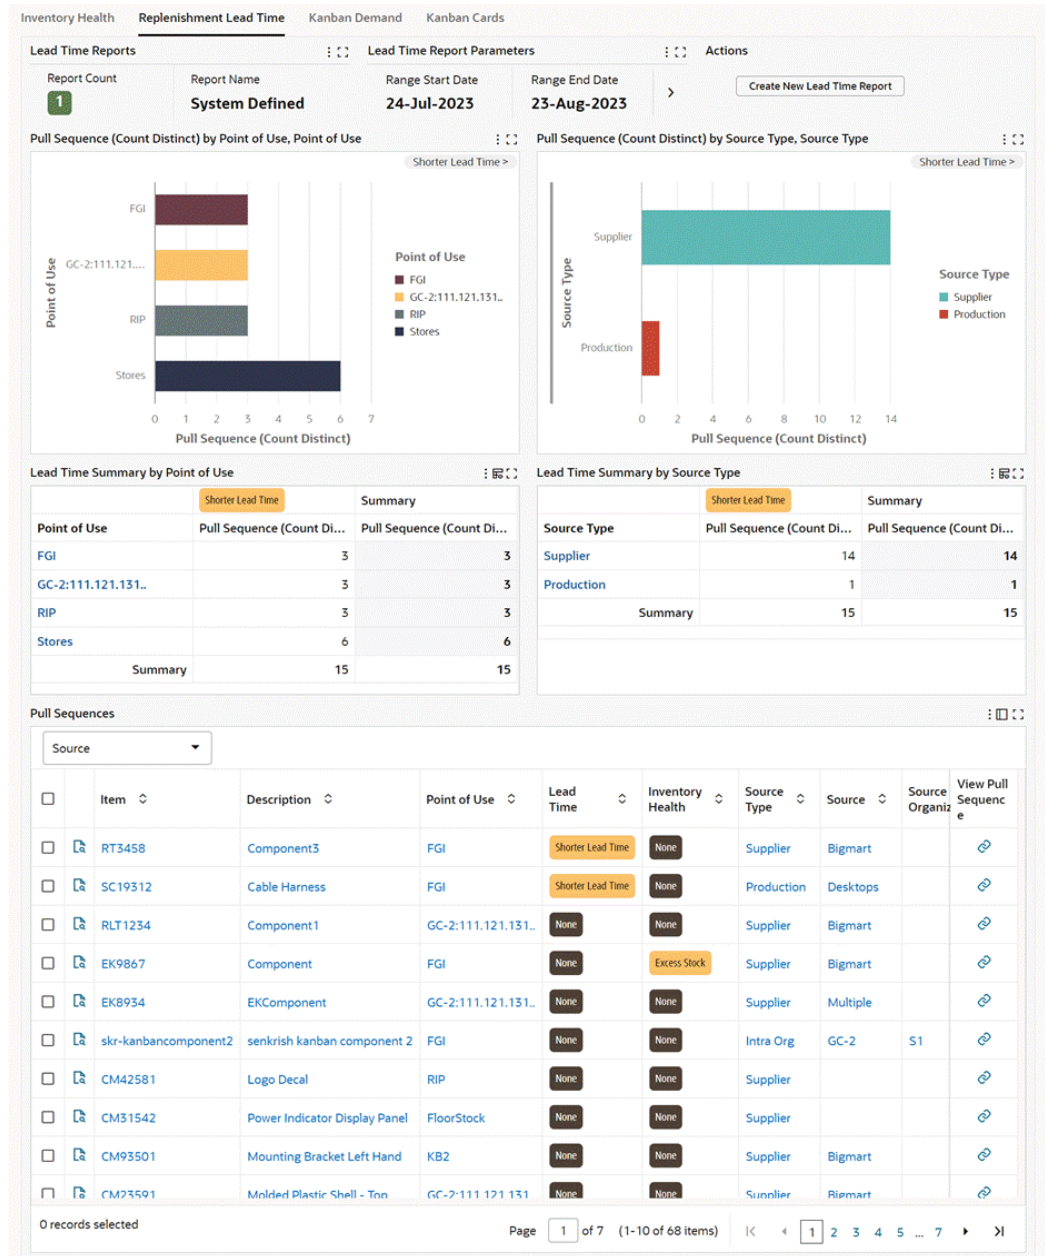 Inventory Health Replenishment Lead Time Kanban Demand Kanban Cards
Lead Time Reports Lead Time Report Parameters Actions
Report Count Report Name Range Start Date Range End Date Create New Lead Time Report
1 System Defined 24-Jul-2023 23-Aug-2023 >
Pull Sequence (Count Distinct) by Point of Use, Point of Use
Shorter Lead Time >
Point of Use
FGI
GC-2:111.121....
RIP
Stores
0 1 2 3 4 5 6 7
Pull Sequence (Count Distinct)
Point of Use
FGI
GC-2:111.121.131..
RIP
Stores
Pull Sequence (Count Distinct) by Source Type, Source Type
Shorter Lead Time >
Source Type
Supplier
Production
0 2 4 6 8 10 12 14
Pull Sequence (Count Distinct)
Source Type
Supplier
Production
Lead Time Summary by Point of Use
Shorter Lead Time Summary
Point of Use Pull Sequence (Count Di... Pull Sequence (Count Di...
FGI 3 3
GC-2:111.121.131.. 3 3
RIP 3 3
Stores 6 6
Summary 15 15
Lead Time Summary by Source Type
Shorter Lead Time Summary
Source Type Pull Sequence (Count Di... Pull Sequence (Count Di...
Supplier 14 14
Production 1 1
Summary 15 15
Pull Sequences
Source
Item Description Point of Use Lead Time Inventory Health Source Type Source Source Organiz View Pull Sequence
RT3458 Component3 FGI Shorter Lead Time None Supplier Bigmart
SC19312 Cable Harness FGI Shorter Lead Time None Production Desktops
RLT1234 Component1 GC-2:111.121.131.. None None Supplier Bigmart
EK9867 Component FGI None Excess Stock Supplier Bigmart
EK8934 EKComponent GC-2:111.121.131.. None None Supplier Multiple
skr-kanbancomponent2 senkrish kanban component 2 FGI None None Intra Org GC-2 S1
CM42581 Logo Decal RIP None None Supplier
CM31542 Power Indicator Display Panel FloorStock None None Supplier
CM93501 Mounting Bracket Left Hand KB2 None None Supplier Bigmart
CM23591 Molded Plastic Shell - Top GC-2:111.121.131 None None Supplier Bigmart
0 records selected Page 1 of 7 (1-10 of 68 items) 1 2 3 4 5 ... 7